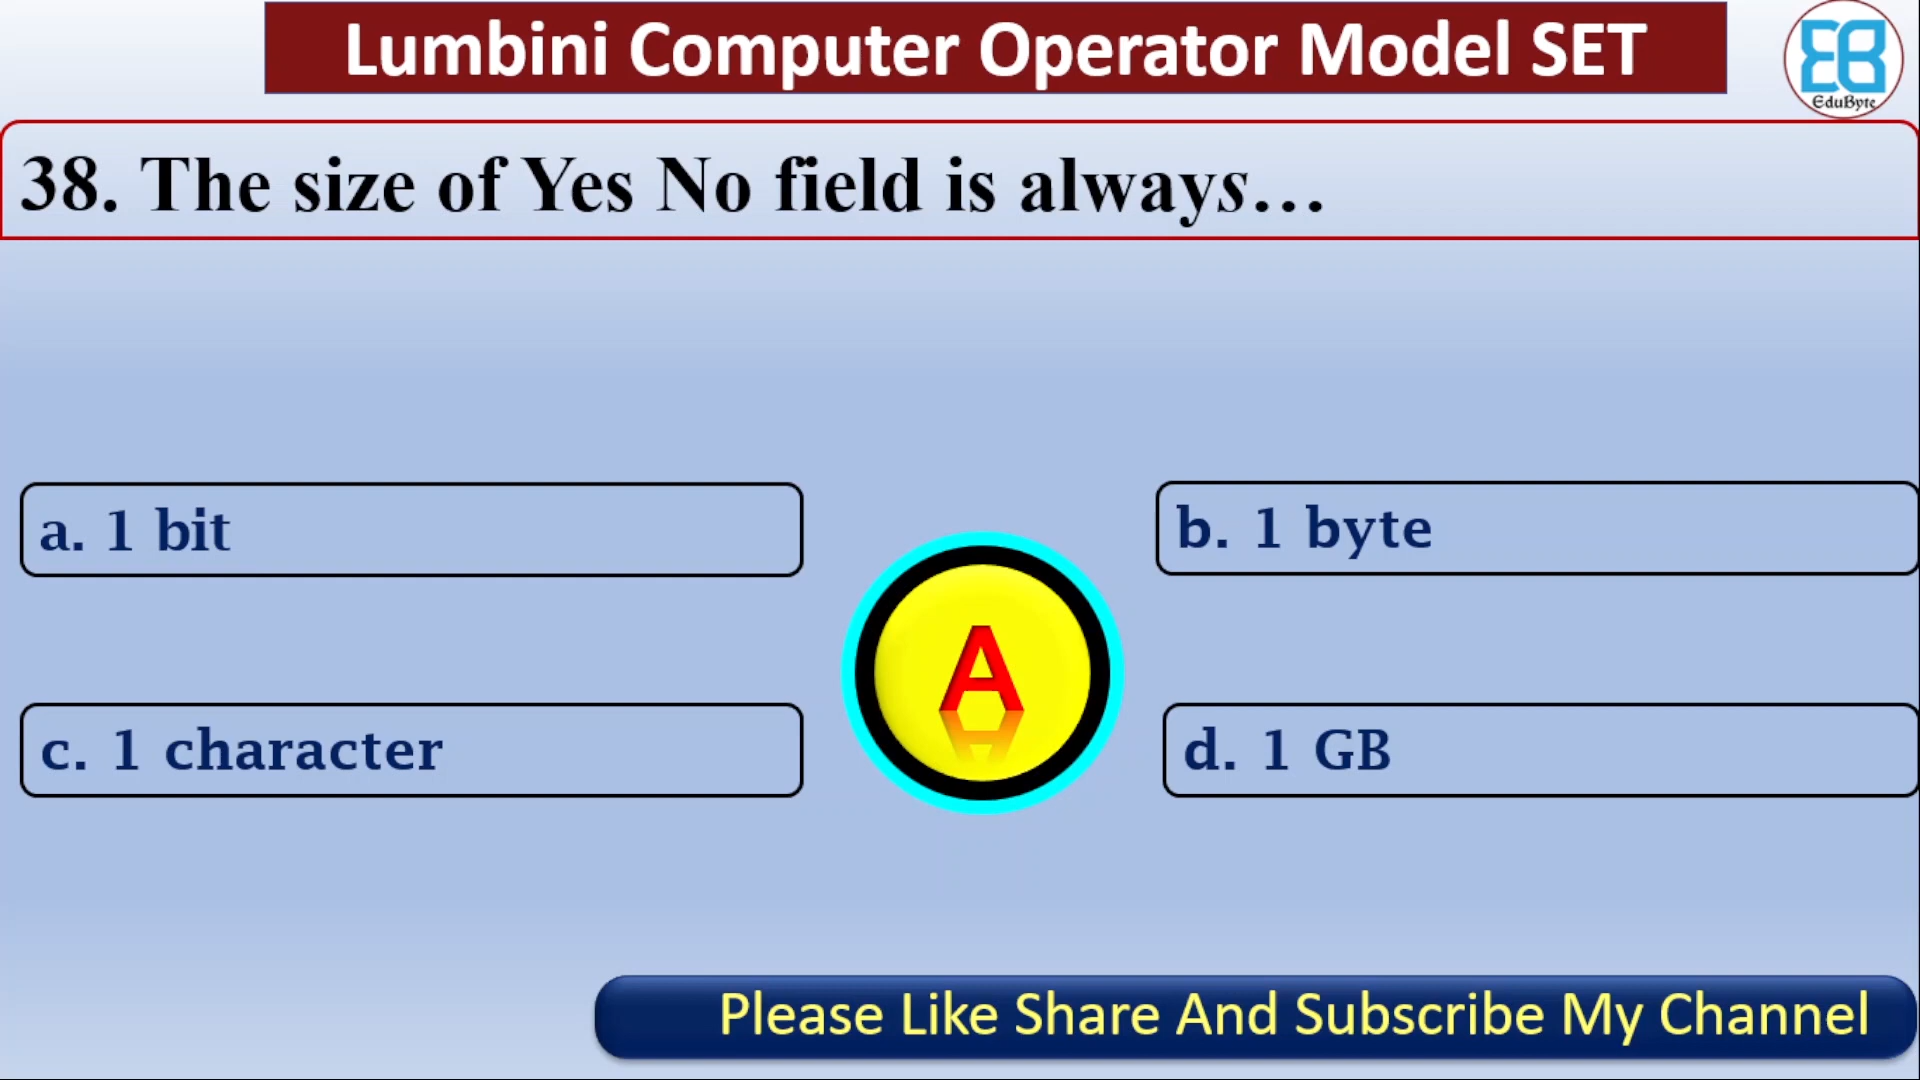 Lumbini Computer Operator Model SET
EduByte
38. The size of Yes No field is always...
a. 1 bit
b. 1 byte
A
c. 1 character
d. 1 GB
Please Like Share And Subscribe My Channel